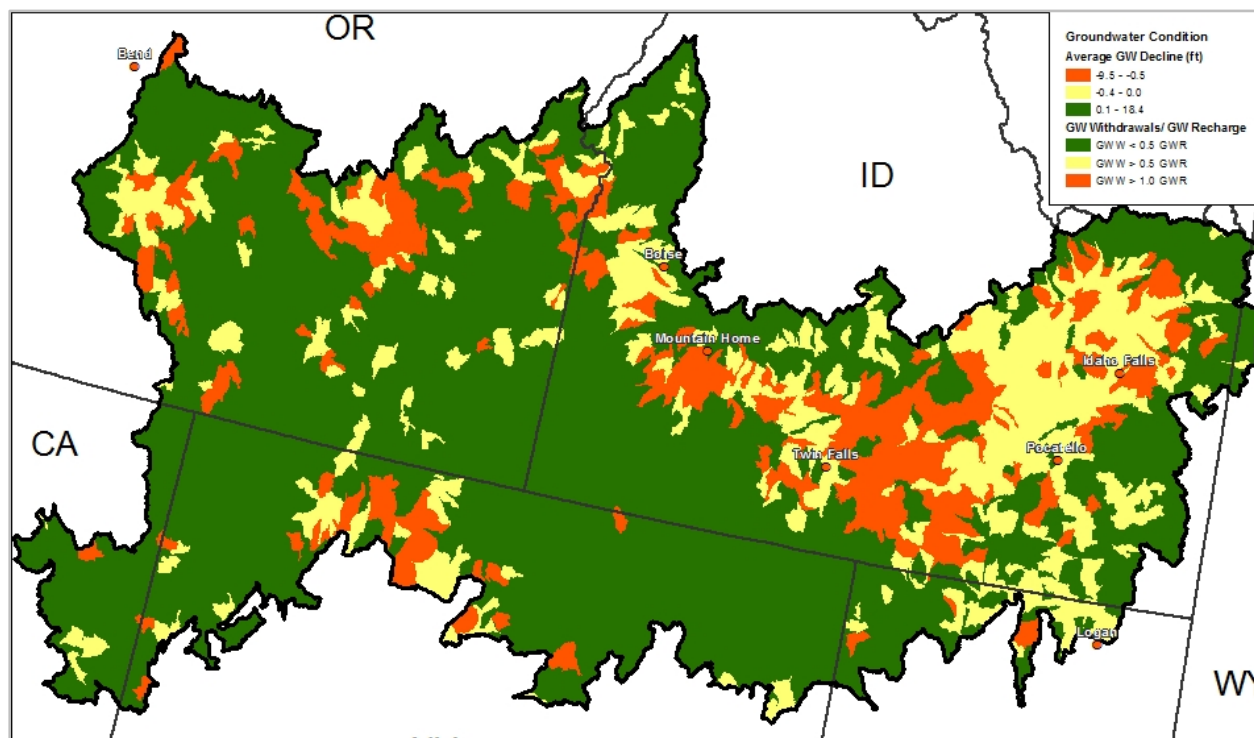 OR
Bend
Groundwater Condition
Average GW Decline (ft)
-9.5 - -0.5
-0.4 - 0.0
0.1 - 18.4
GW Withdrawals/ GW Recharge
GWW < 0.5 GWR
GWW > 0.5 GWR
GWW > 1.0 GWR
ID
Boise
Mountain Home
Idaho Falls
CA
Twin Falls
Pocatello
Logan
WY